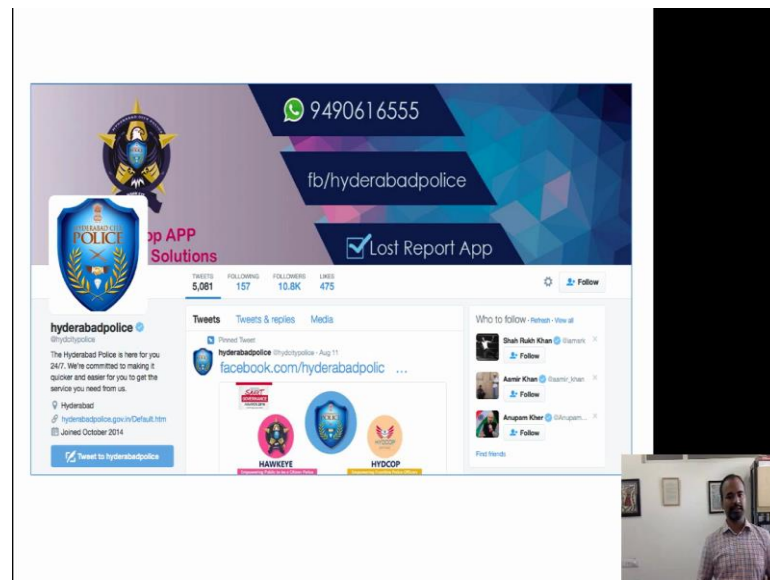 9490616555
fb/hyderabadpolice
Lost Report App
op APP
Solutions
HYDERABAD CITY
POLICE
TWEETS
5,081
FOLLOWING
157
FOLLOWERS
10.8K
LIKES
475
Follow
hyderabadpolice
@hydcitypolice
The Hyderabad Police is here for you
24/7. We're committed to making it
quicker and easier for you to get the
service you need from us.
Hyderabad
hyderabadpolice.gov.in/Default.htm
Joined October 2014
Tweet to hyderabadpolice
Tweets Tweets & replies Media
Pinned Tweet
hyderabadpolice @hydcitypolice · Aug 11
facebook.com/hyderabadpolic ...
SMART
HAWKEYE
HYDCOP
Who to follow · Refresh · View all
Shah Rukh Khan @iamsrk
Follow
Aamir Khan @aamir_khan
Follow
Anupam Kher @Anupam...
Follow
Find friends